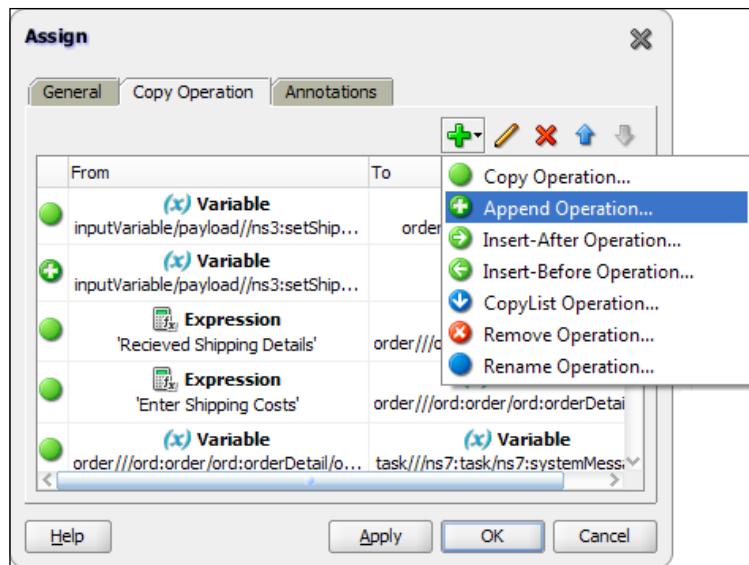 Assign
General Copy Operation Annotations
From To
Copy Operation...
Append Operation...
Insert-After Operation...
Insert-Before Operation...
CopyList Operation...
Remove Operation...
Rename Operation...
(x) Variable
inputVariable/payload//ns3:setShip... order
(x) Variable
inputVariable/payload//ns3:setShip...
Expression
'Recieved Shipping Details' order///o
Expression
'Enter Shipping Costs' order///ord:order/ord:orderDetai
(x) Variable (x) Variable
order///ord:order/ord:orderDetail/o... task///ns7:task/ns7:systemMessa
Help Apply OK Cancel